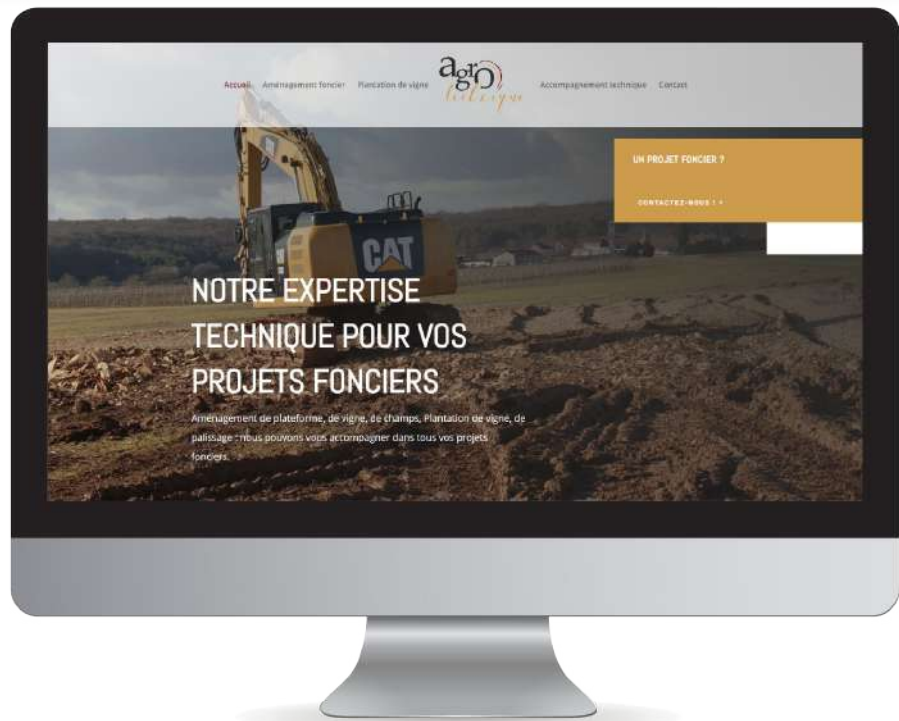 Accueil Aménagement foncier Plantation de vigne
agro
technique
Accompagnement technique Contact
UN PROJET FONCIER ?
CONTACTEZ-NOUS !
CAT
NOTRE EXPERTISE
TECHNIQUE POUR VOS
PROJETS FONCIERS
Aménagement de plateforme, de vigne, de champs, Plantation de vigne, de
palissage : nous pouvons vous accompagner dans tous vos projets
fonciers.